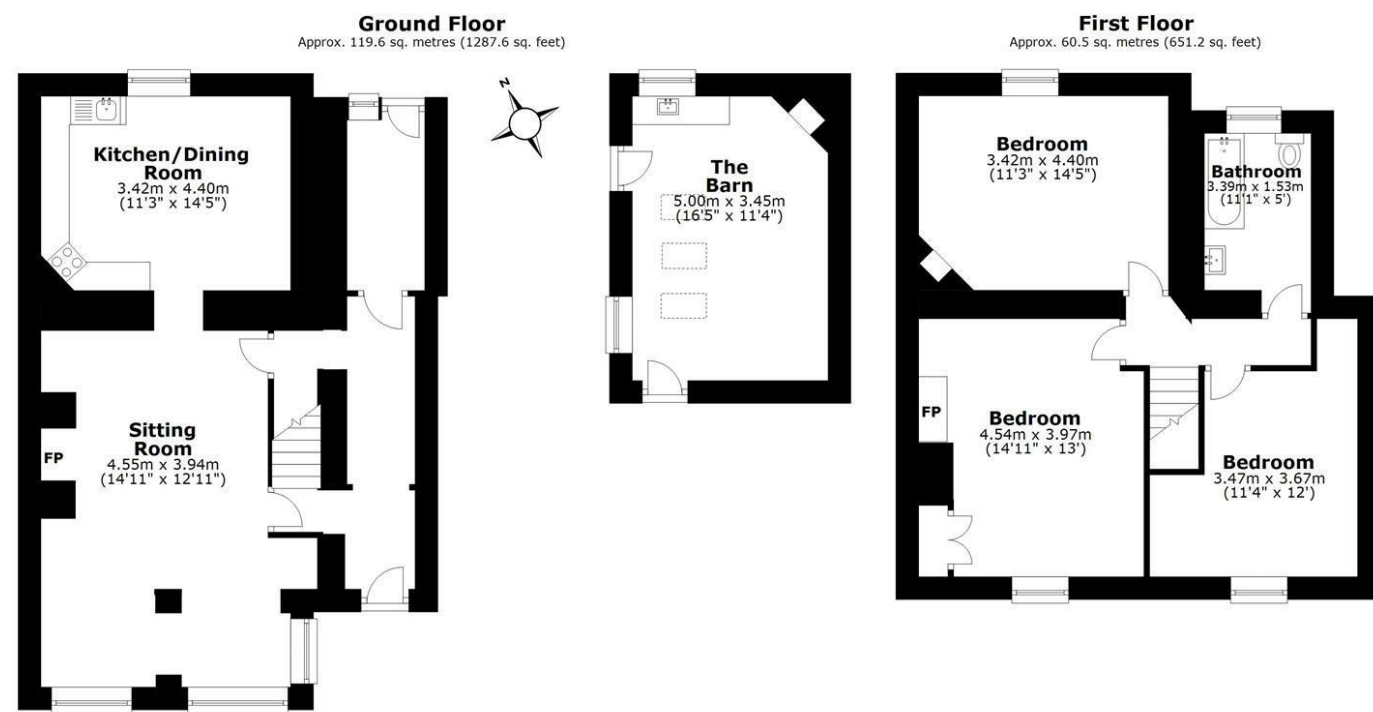 Ground Floor
Approx. 119.6 sq. metres (1287.6 sq. feet)
First Floor
Approx. 60.5 sq. metres (651.2 sq. feet)
N
Kitchen/Dining
Room
3.42m x 4.40m
(11'3" x 14'5")
The
Barn
5.00m x 3.45m
(16'5" x 11'4")
Bedroom
3.42m x 4.40m
(11'3" x 14'5")
Bathroom
3.39m x 1.53m
(11'1" x 5')
FP
Sitting
Room
4.55m x 3.94m
(14'11" x 12'11")
FP
Bedroom
4.54m x 3.97m
(14'11" x 13')
Bedroom
3.47m x 3.67m
(11'4" x 12')